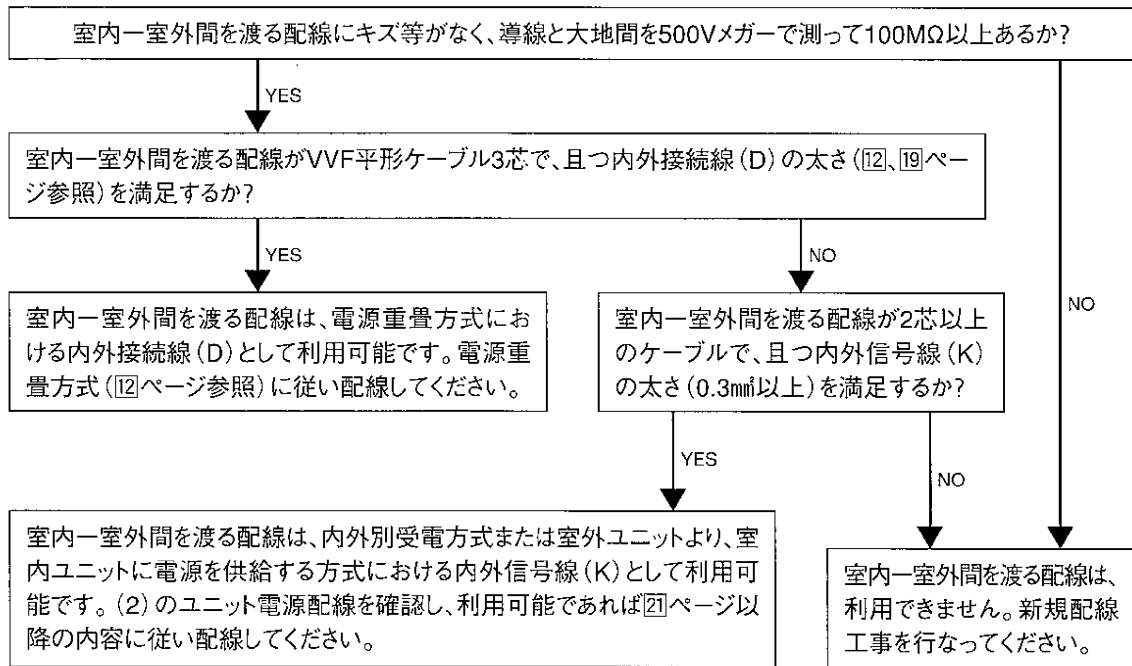 室内ー室外間を渡る配線にキズ等がなく、導線と大地間を500Vメガーで測って100MΩ以上あるか?
YES
室内ー室外間を渡る配線がVVF平形ケーブル3芯で、且つ内外接続線(D)の太さ(12、19ペー
ジ参照)を満足するか?
YES
NO
NO
室内ー室外間を渡る配線は、電源重畳方式にお
ける内外接続線(D)として利用可能です。電源重
畳方式(12ページ参照)に従い配線してください。
室内ー室外間を渡る配線が2芯以上
のケーブルで、且つ内外信号線(K)
の太さ(0.3㎟以上)を満足するか?
YES
NO
室内ー室外間を渡る配線は、内外別受電方式または室外ユニットより、室
内ユニットに電源を供給する方式における内外信号線(K)として利用可
能です。(2)のユニット電源配線を確認し、利用可能であれば21ページ以
降の内容に従い配線してください。
室内ー室外間を渡る配線は、
利用できません。新規配線
工事を行なってください。